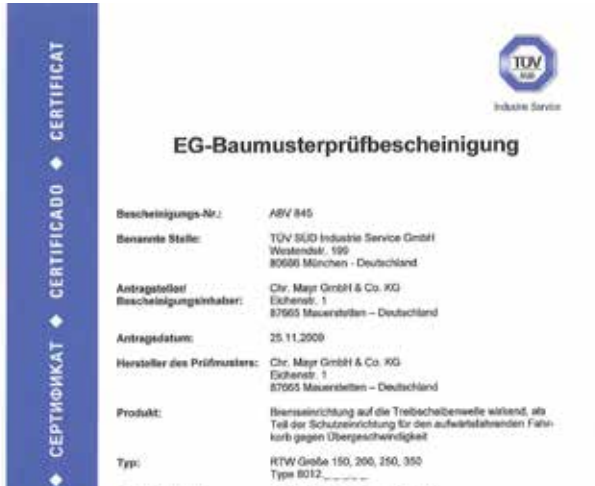 CERTIFICAT
CERTIFICADO
СЕРТИФИКАТ
TÜV
SÜD
Industrie Service
EG-Baumusterprüfbescheinigung
Bescheinigungs-Nr.: ABV 845
Benannte Stelle: TÜV SÜD Industrie Service GmbH
Westendstr. 199
80686 München - Deutschland
Antragsteller/ Chr. Mayr GmbH & Co. KG
Bescheinigungsinhaber: Eichenstr. 1
87665 Mauerstetten – Deutschland
Antragsdatum: 25.11.2009
Hersteller des Prüfmusters: Chr. Mayr GmbH & Co. KG
Eichenstr. 1
87665 Mauerstetten – Deutschland
Produkt: Bremseinrichtung auf die Treibscheibenwelle wirkend, als
Teil der Schutzeinrichtung für den aufwärtsfahrenden Fahr-
korb gegen Übergeschwindigkeit
Typ: RTW Größe 150, 200, 250, 350
Type 8012._ _ _ _ _